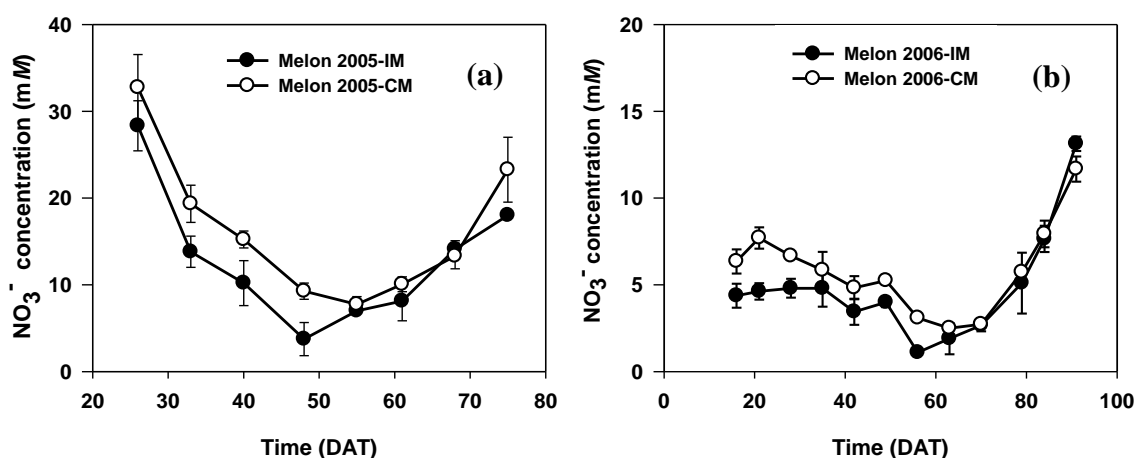 40
30
20
10
0
NO3- concentration (mM)
Melon 2005-IM
Melon 2005-CM
(a)
20 30 40 50 60 70 80
Time (DAT)
20
15
10
5
0
NO3- concentration (mM)
Melon 2006-IM
Melon 2006-CM
(b)
0 20 40 60 80 100
Time (DAT)